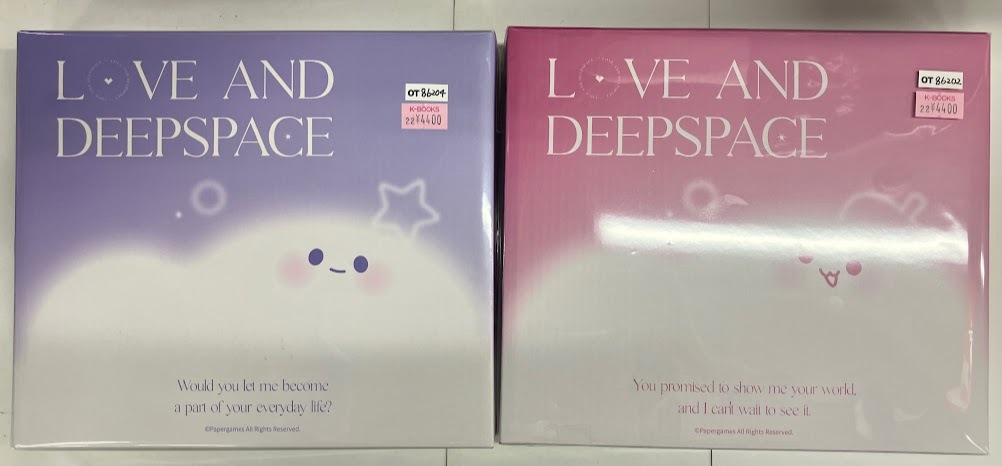 LOVE AND
DEEPSPACE
OT 86204
K-BOOKS
22¥4400
Would you let me become
a part of your everyday life?
©Papergames All Rights Reserved.
LOVE AND
DEEPSPACE
OT 86202
K-BOOKS
22¥4400
You promised to show me your world,
and I can't wait to see it.
©Papergames All Rights Reserved.